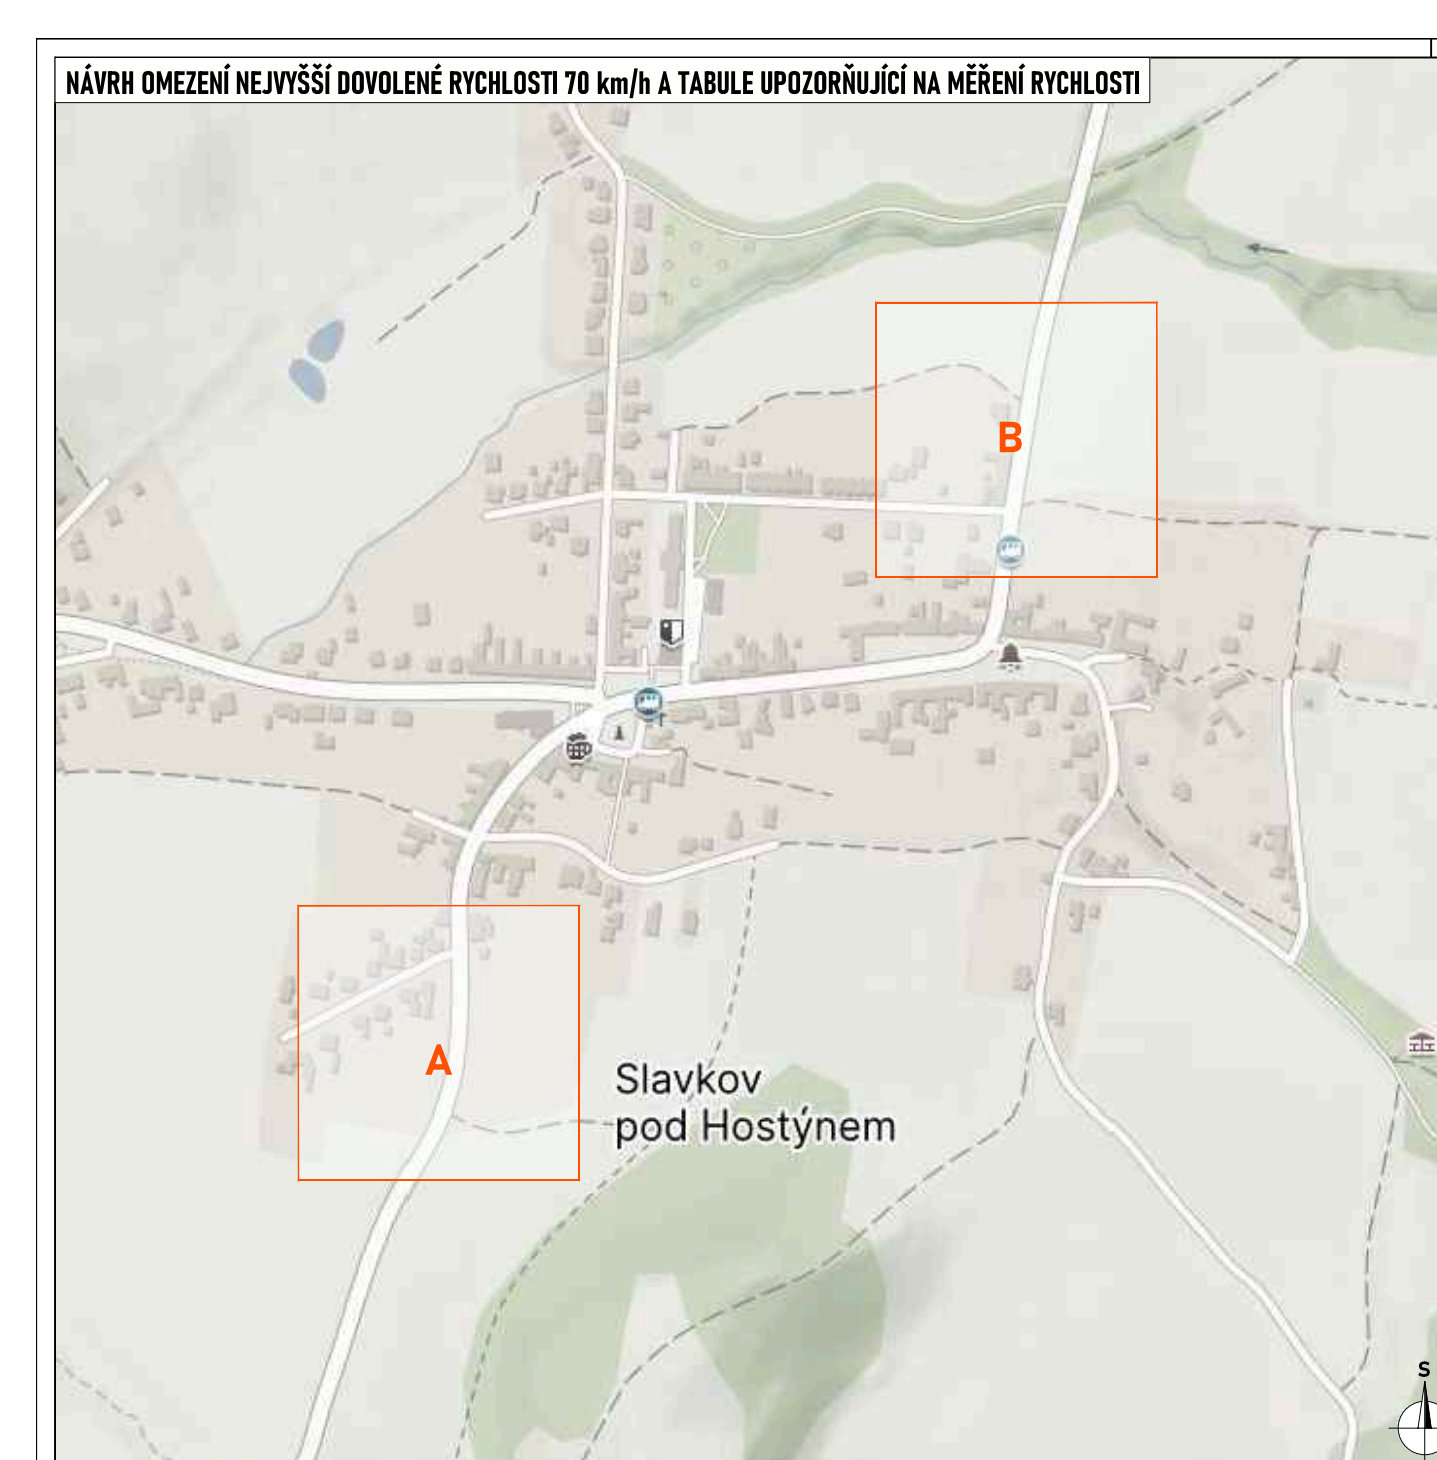 NÁVRH OMEZENÍ NEJVYŠŠÍ DOVOLENÉ RYCHLOSTI 70 km/h A TABULE UPOZORŇUJÍCÍ NA MĚŘENÍ RYCHLOSTI
B
A
Slavkov
pod Hostýnem
S